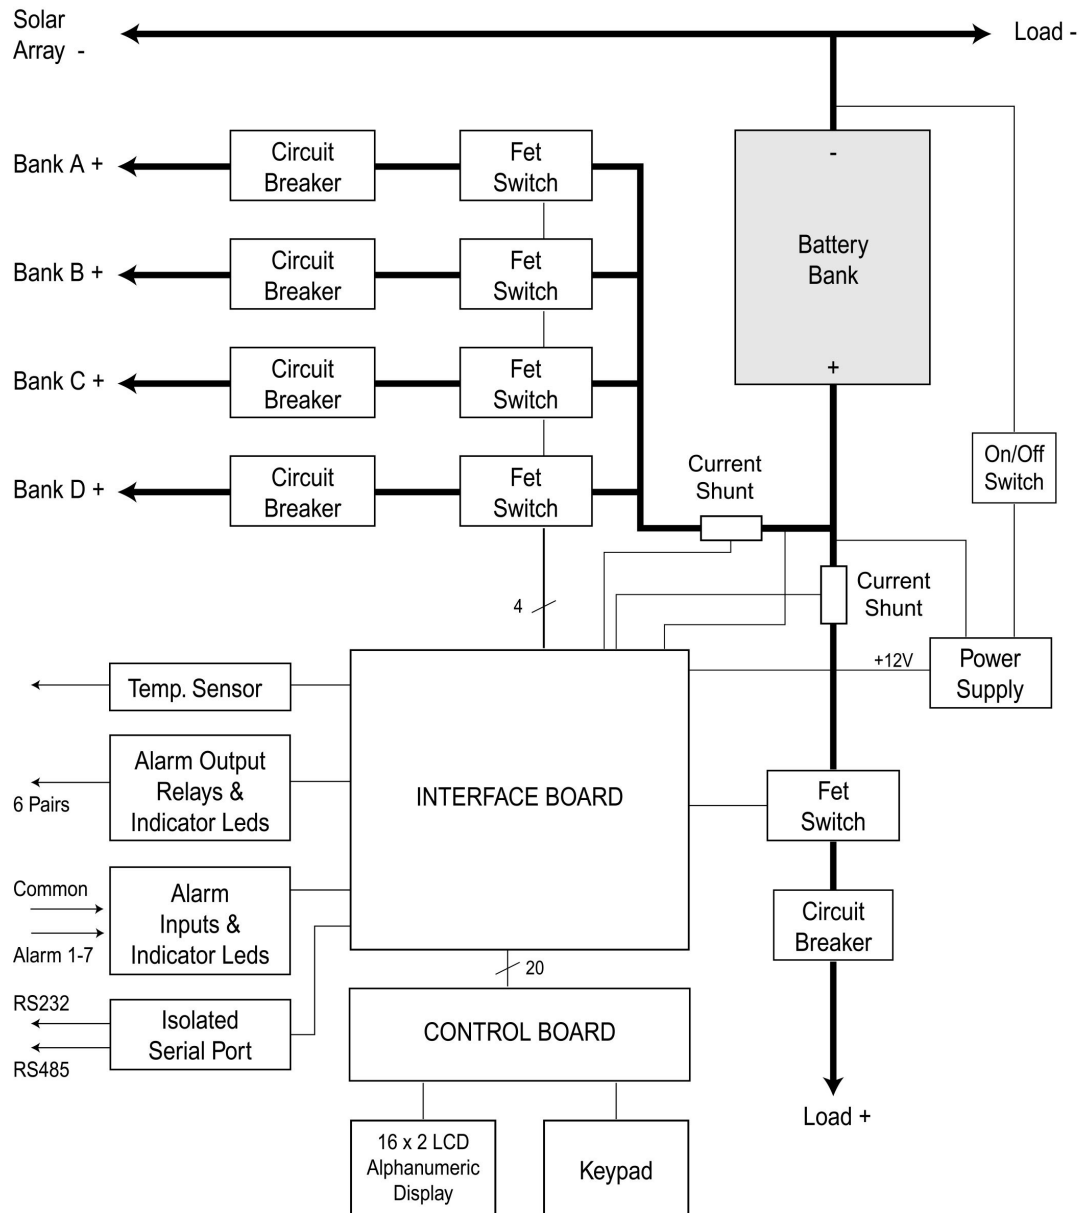 Solar
Array -
Load -
Bank A +
Circuit
Breaker
Fet
Switch
-
Battery
Bank
+
Bank B +
Circuit
Breaker
Fet
Switch
Bank C +
Circuit
Breaker
Fet
Switch
Bank D +
Circuit
Breaker
Fet
Switch
Current
Shunt
On/Off
Switch
Current
Shunt
4
+12V
Power
Supply
Temp. Sensor
Alarm Output
Relays &
Indicator Leds
6 Pairs
INTERFACE BOARD
Fet
Switch
Common
Alarm 1-7
Alarm
Inputs &
Indicator Leds
Circuit
Breaker
20
RS232
RS485
Isolated
Serial Port
CONTROL BOARD
Load +
16 x 2 LCD
Alphanumeric
Display
Keypad